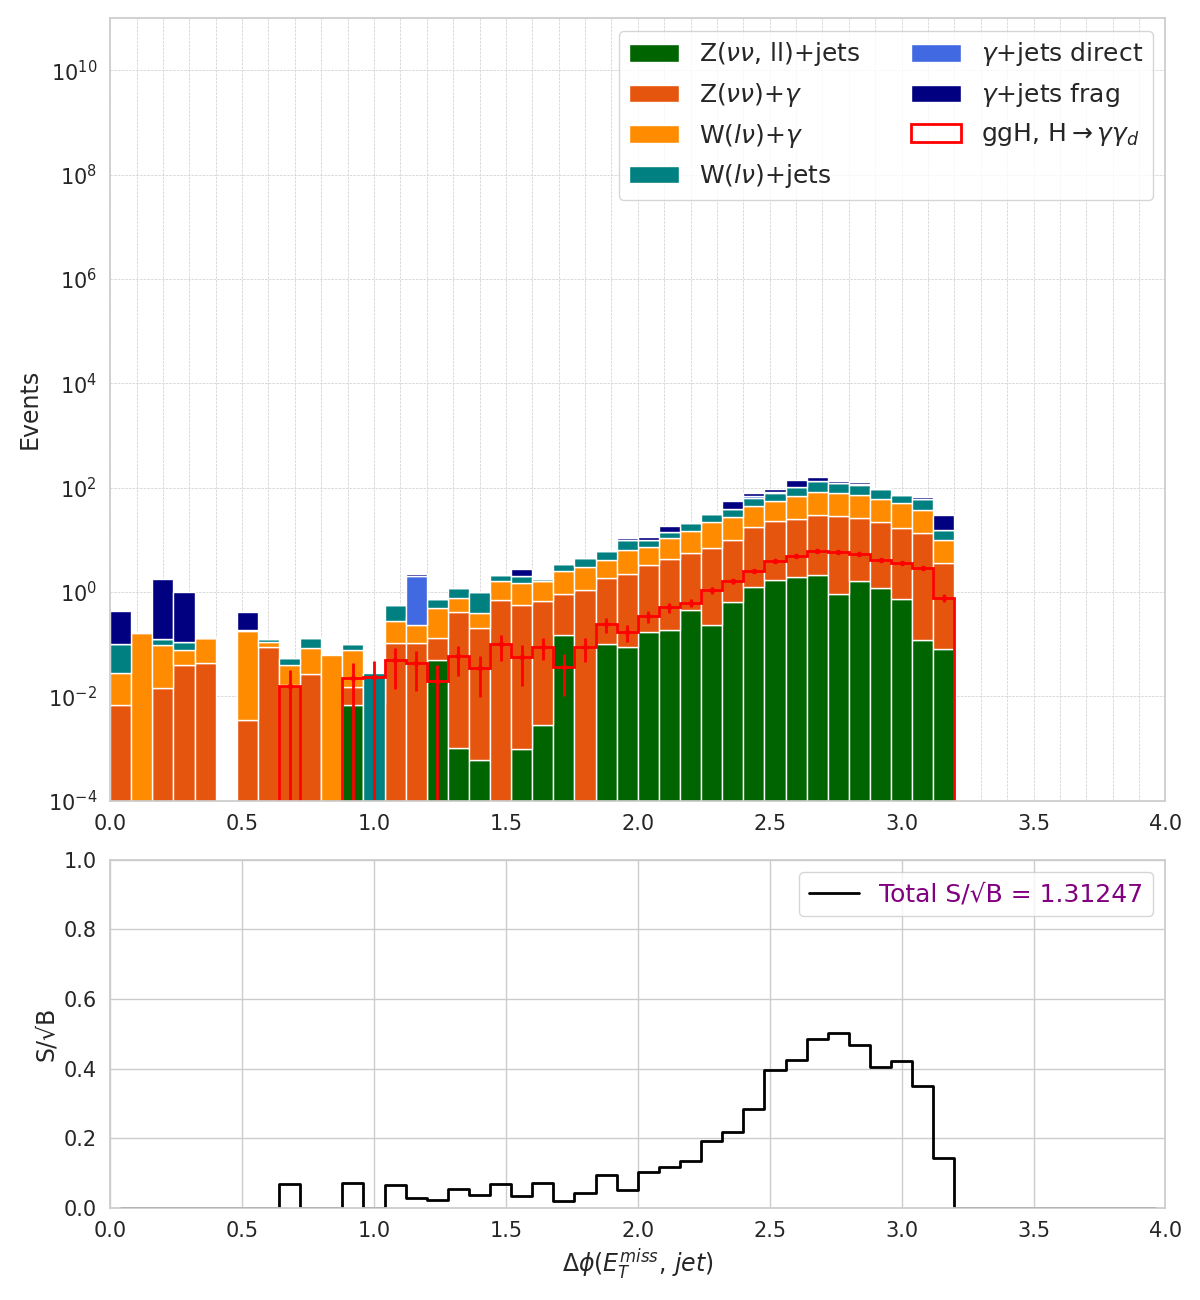 Z(νν, ll)+jets
Z(νν)+γ
W(lν)+γ
W(lν)+jets
γ+jets direct
γ+jets frag
ggH, H→γγ_d
Events
10^10
10^8
10^6
10^4
10^2
10^0
10^−2
10^−4
0.0 0.5 1.0 1.5 2.0 2.5 3.0 3.5 4.0
Total S/√B = 1.31247
S/√B
1.0
0.8
0.6
0.4
0.2
0.0
0.0 0.5 1.0 1.5 2.0 2.5 3.0 3.5 4.0
Δϕ(E_T^miss, jet)